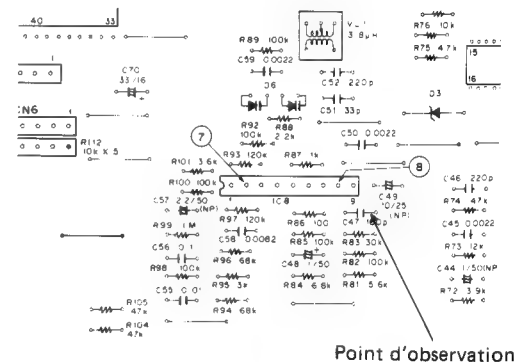 40 33
R89 100k
C59 0.0022
3.8μH
R76 10k
R75 4.7k
15
16
C70
33/16
D6
C52 220p
C51 33p
D3
CN6
R112
10k X 5
R92
100k
R88
2.2k
C50 0.0022
7
R93 120k
R87 1k
8
R101 3.6k
R100 100k
C57 2.2/50
(NP)
9
C49
10/25
(NP)
C46 220p
R74 47k
R97 120k
C58 0.0082
R86 100
R85 100k
C47
R83 30k
C45 0.0022
R99 1M
C56 0.1
R98
100k
R96 68k
C48 1/50
R82 100k
R73 12k
C44 1/50(NP
C55 0.01
R95 3k
R84 6.8k
R81 5.6k
R72 3.9k
R94 68k
R105
47k
R104
47k
Point d'observation